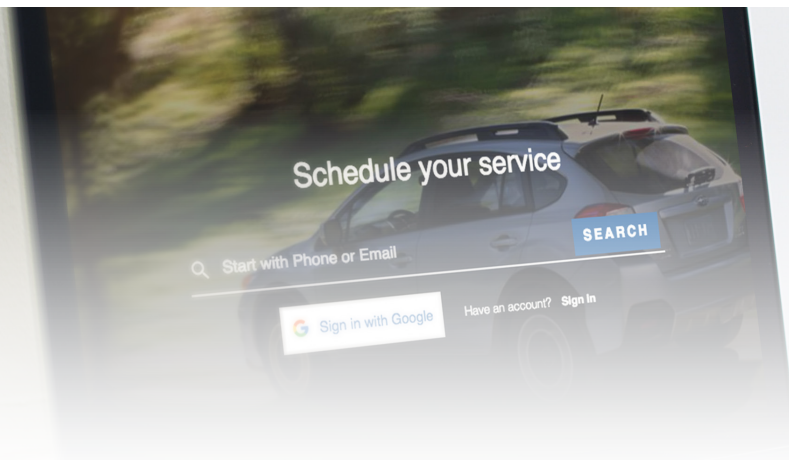 Schedule your service
Start with Phone or Email
SEARCH
Sign in with Google
Have an account? Sign In